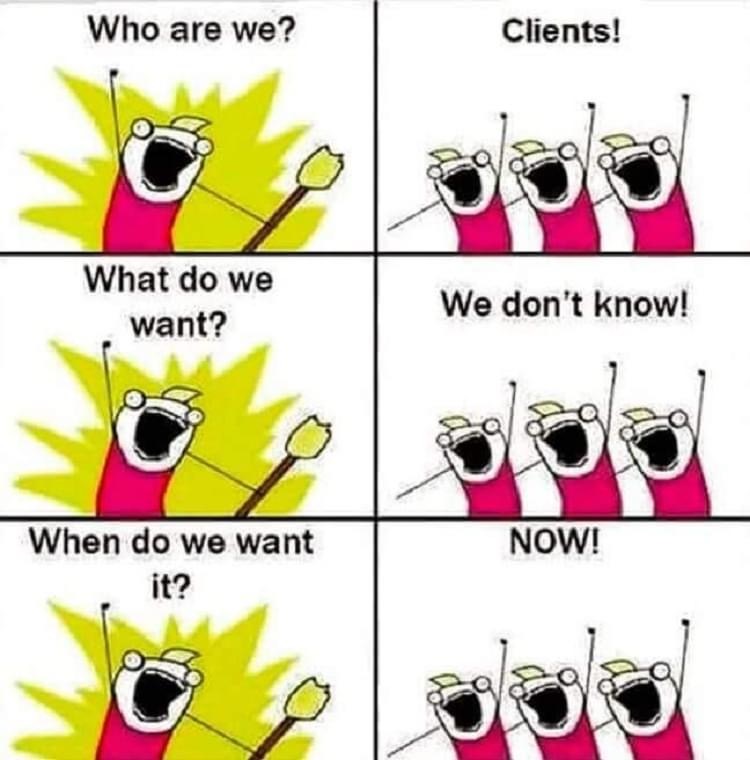 Who are we?
Clients!
What do we
want?
We don't know!
When do we want
it?
NOW!